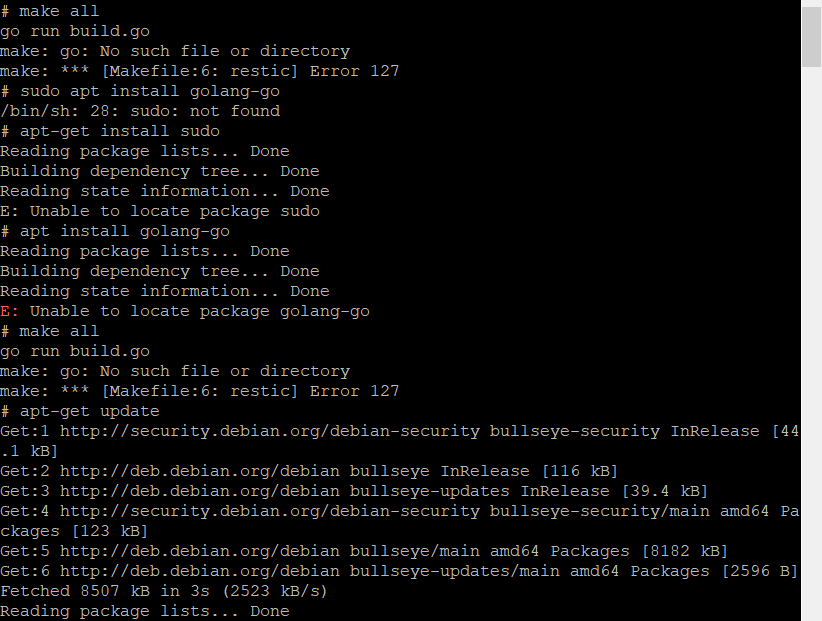 # make all
go run build.go
make: go: No such file or directory
make: *** [Makefile:6: restic] Error 127
# sudo apt install golang-go
/bin/sh: 28: sudo: not found
# apt-get install sudo
Reading package lists... Done
Building dependency tree... Done
Reading state information... Done
E: Unable to locate package sudo
# apt install golang-go
Reading package lists... Done
Building dependency tree... Done
Reading state information... Done
E: Unable to locate package golang-go
# make all
go run build.go
make: go: No such file or directory
make: *** [Makefile:6: restic] Error 127
# apt-get update
Get:1 http://security.debian.org/debian-security bullseye-security InRelease [44
.1 kB]
Get:2 http://deb.debian.org/debian bullseye InRelease [116 kB]
Get:3 http://deb.debian.org/debian bullseye-updates InRelease [39.4 kB]
Get:4 http://security.debian.org/debian-security bullseye-security/main amd64 Pa
ckages [123 kB]
Get:5 http://deb.debian.org/debian bullseye/main amd64 Packages [8182 kB]
Get:6 http://deb.debian.org/debian bullseye-updates/main amd64 Packages [2596 B]
Fetched 8507 kB in 3s (2523 kB/s)
Reading package lists... Done